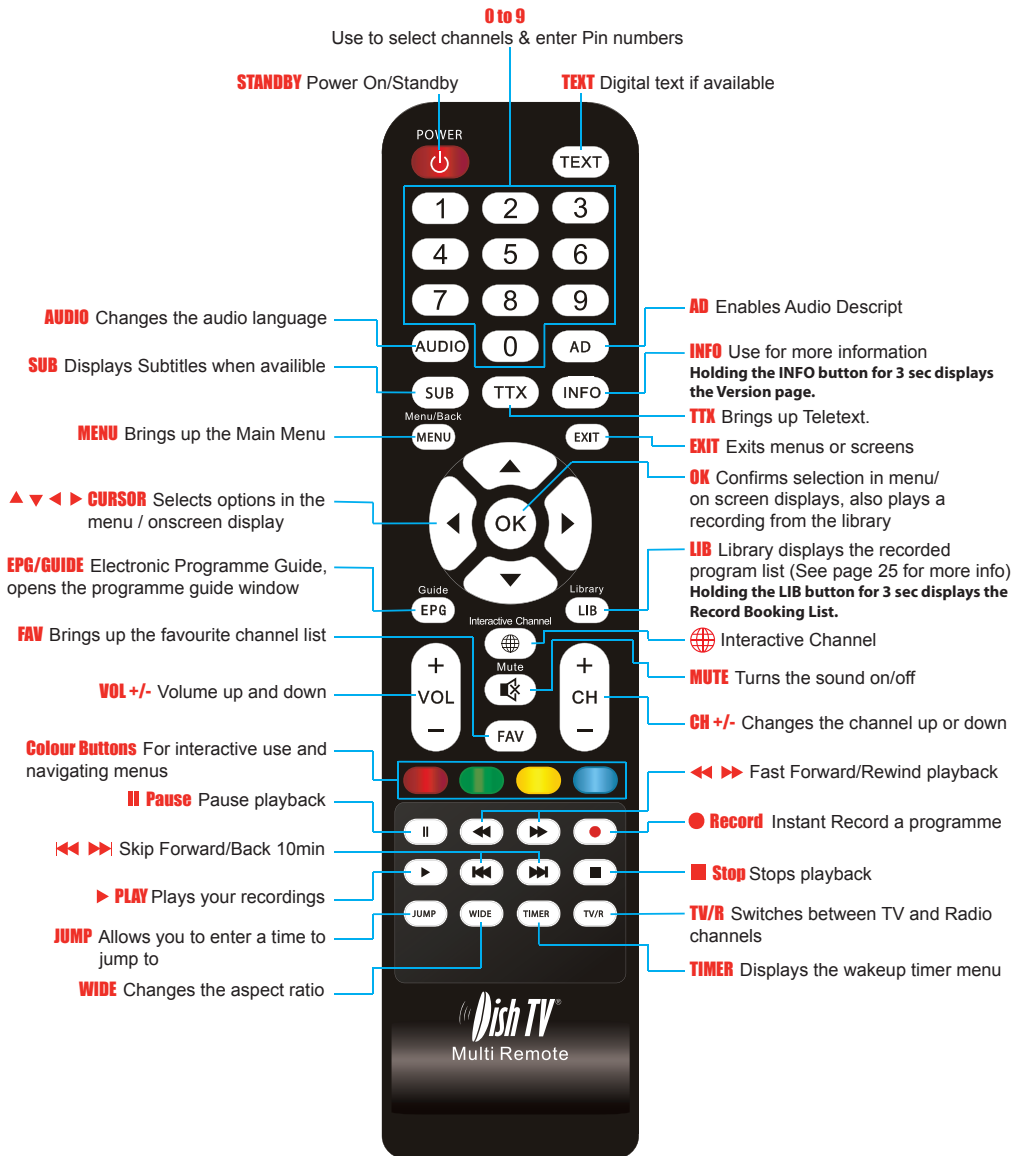 0 to 9
Use to select channels & enter Pin numbers
STANDBY Power On/Standby
TEXT Digital text if available
POWER
TEXT
1 2 3
4 5 6
7 8 9
AUDIO 0 AD
SUB TTX INFO
Menu/Back
MENU
EXIT
OK
Guide
EPG
Library
LIB
Interactive Channel
+
VOL
−
Mute
+
CH
−
FAV
JUMP WIDE TIMER TV/R
Dish TV®
Multi Remote
AUDIO Changes the audio language
SUB Displays Subtitles when availible
MENU Brings up the Main Menu
▲ ▼ ◀ ▶ CURSOR Selects options in the
menu / onscreen display
EPG/GUIDE Electronic Programme Guide,
opens the programme guide window
FAV Brings up the favourite channel list
VOL +/- Volume up and down
Colour Buttons For interactive use and
navigating menus
Pause Pause playback
Skip Forward/Back 10min
PLAY Plays your recordings
JUMP Allows you to enter a time to
jump to
WIDE Changes the aspect ratio
AD Enables Audio Descript
INFO Use for more information
Holding the INFO button for 3 sec displays
the Version page.
TTX Brings up Teletext.
EXIT Exits menus or screens
OK Confirms selection in menu/
on screen displays, also plays a
recording from the library
LIB Library displays the recorded
program list (See page 25 for more info)
Holding the LIB button for 3 sec displays the
Record Booking List.
Interactive Channel
MUTE Turns the sound on/off
CH +/- Changes the channel up or down
Fast Forward/Rewind playback
Record Instant Record a programme
Stop Stops playback
TV/R Switches between TV and Radio
channels
TIMER Displays the wakeup timer menu